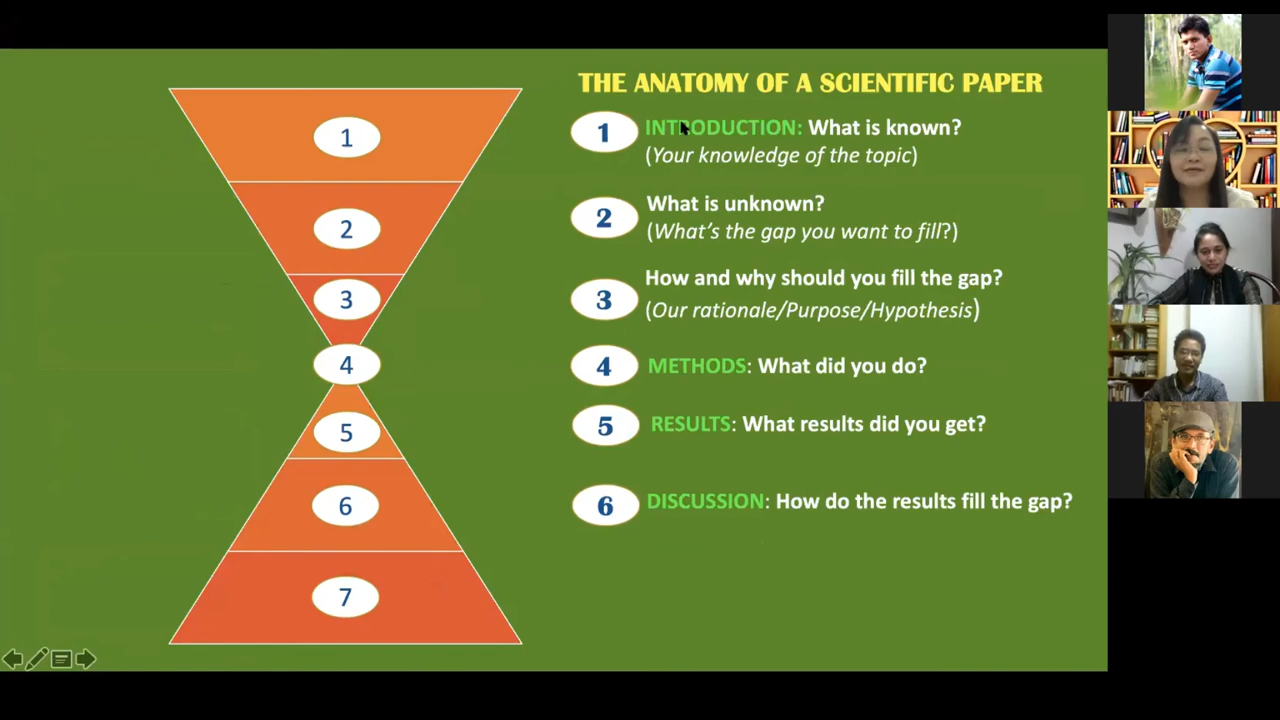 THE ANATOMY OF A SCIENTIFIC PAPER
1
1 INTRODUCTION: What is known?
(Your knowledge of the topic)
2
2 What is unknown?
(What’s the gap you want to fill?)
3
3 How and why should you fill the gap?
(Our rationale/Purpose/Hypothesis)
4
4 METHODS: What did you do?
5
5 RESULTS: What results did you get?
6
6 DISCUSSION: How do the results fill the gap?
7